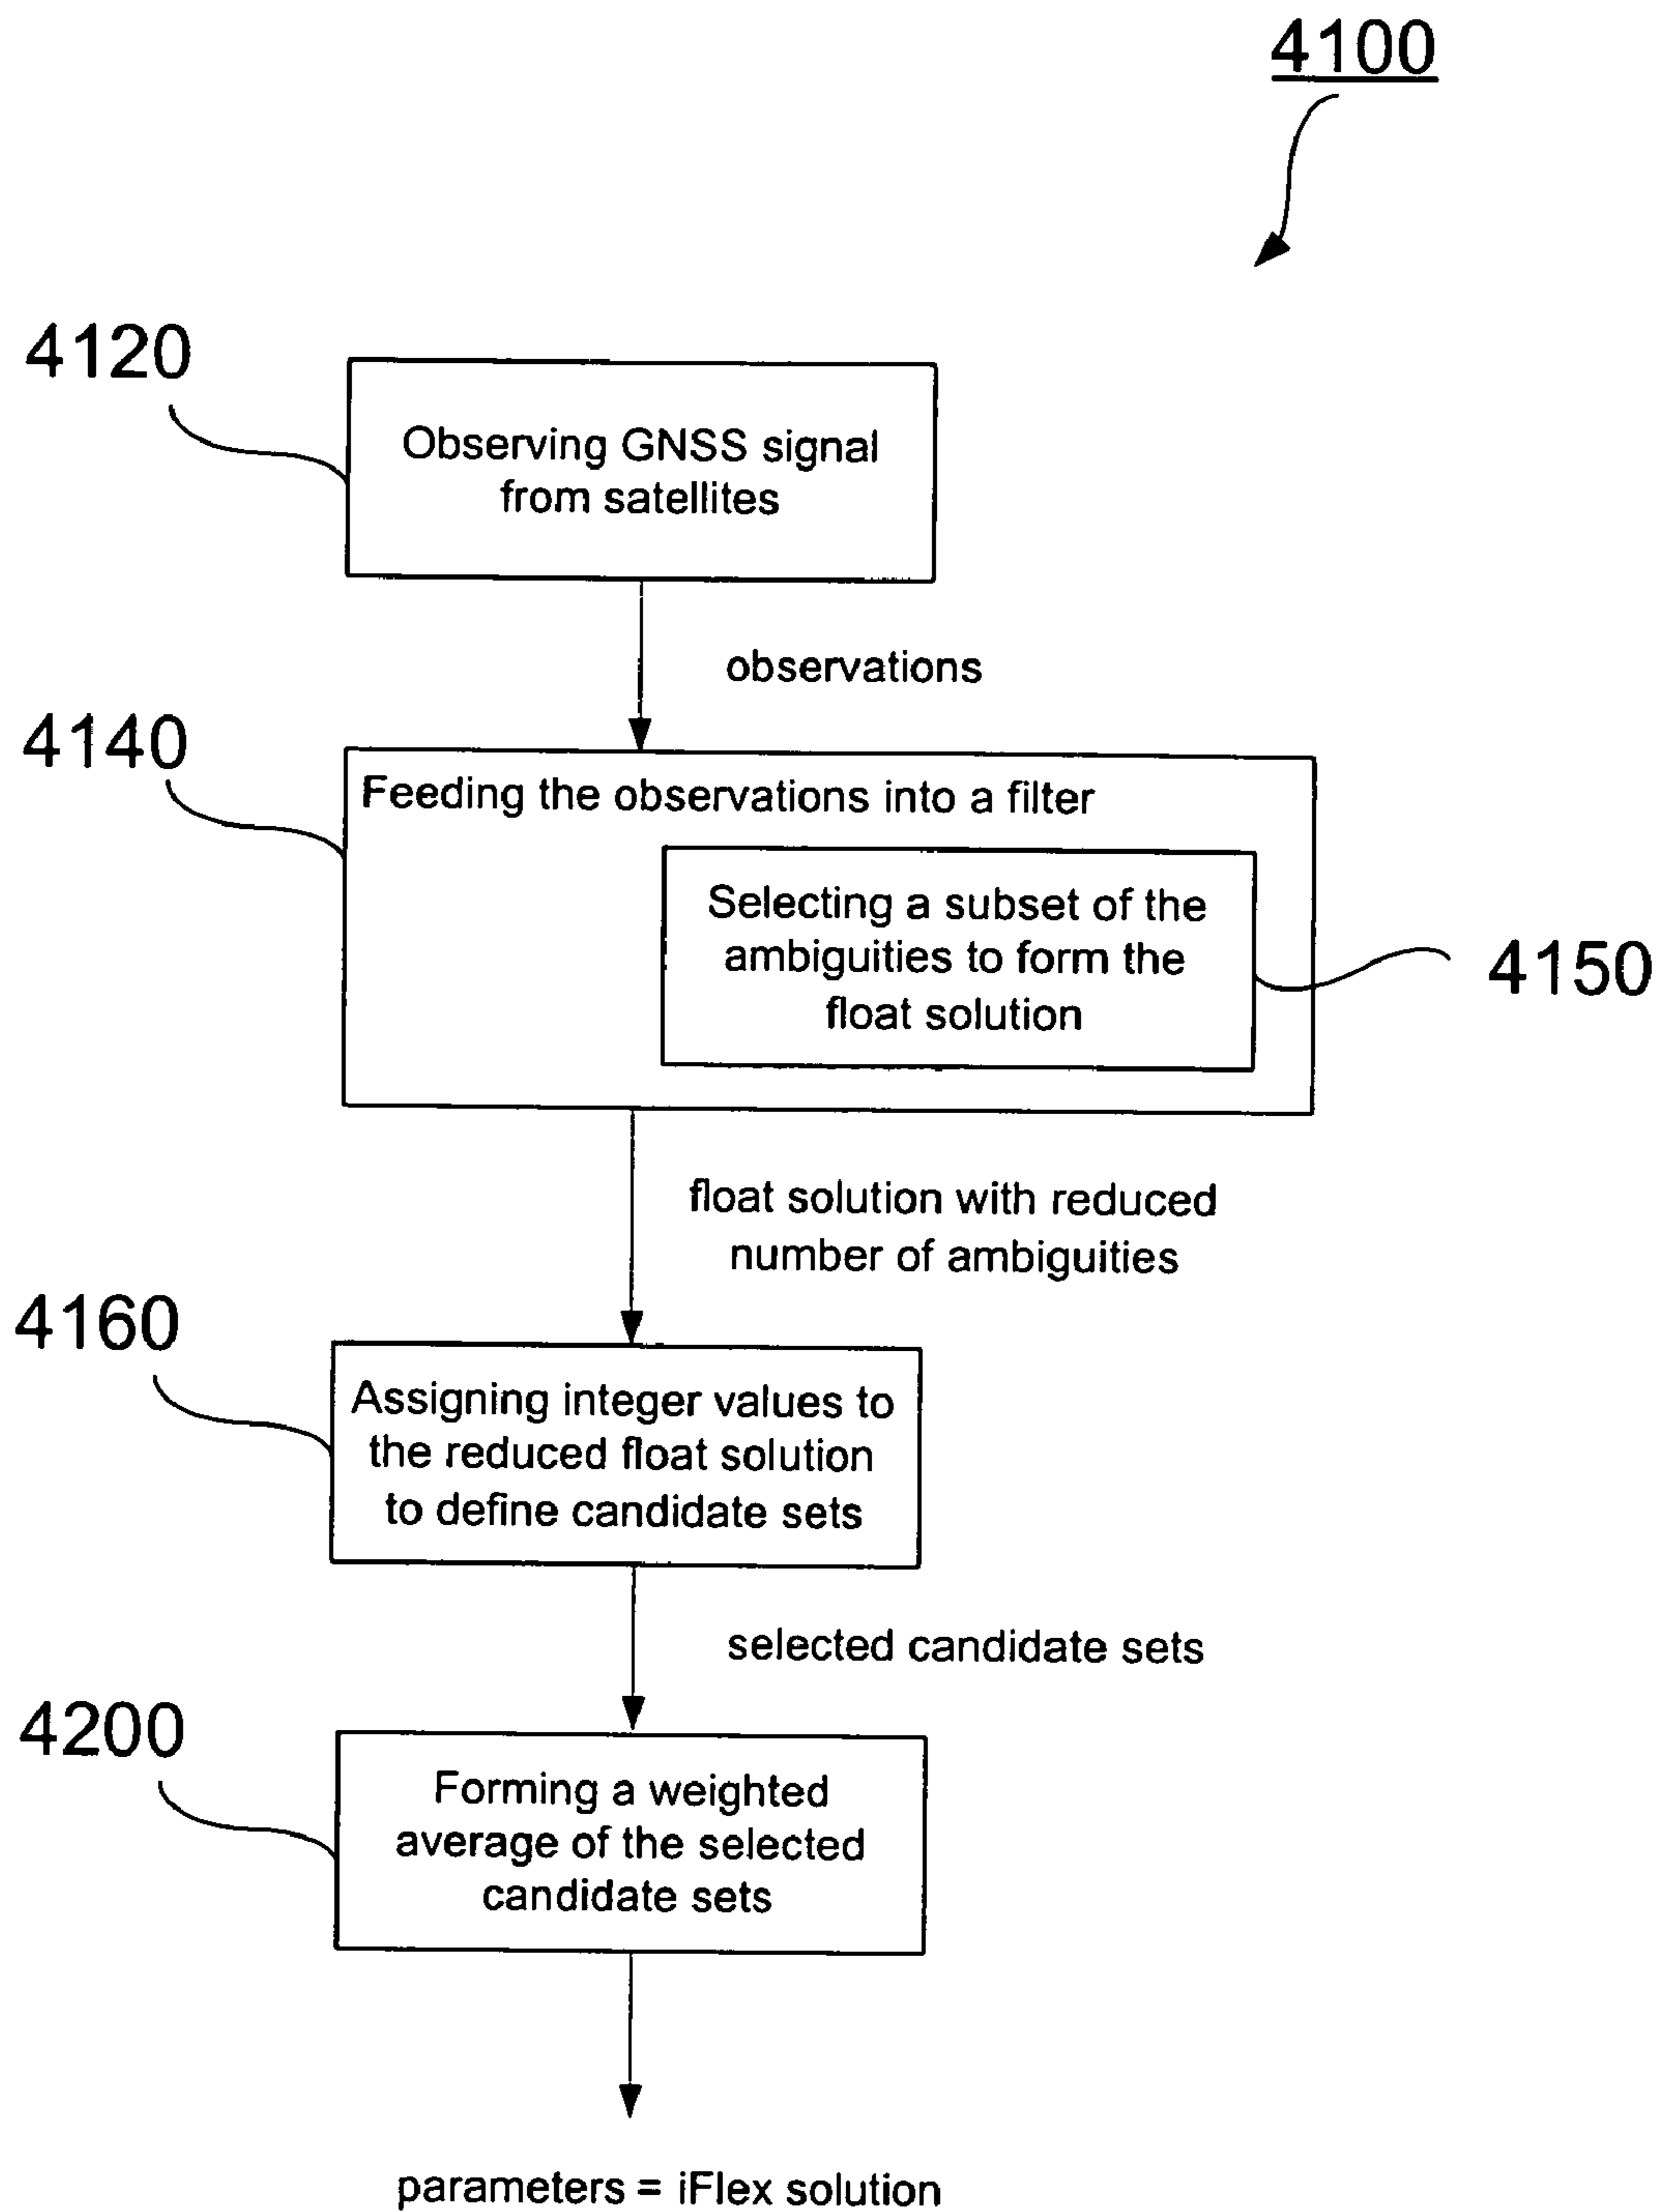 4100
4120
Observing GNSS signal
from satellites
observations
4140
Feeding the observations into a filter
Selecting a subset of the
ambiguities to form the
float solution
4150
float solution with reduced
number of ambiguities
4160
Assigning integer values to
the reduced float solution
to define candidate sets
selected candidate sets
4200
Forming a weighted
average of the selected
candidate sets
parameters = iFlex solution